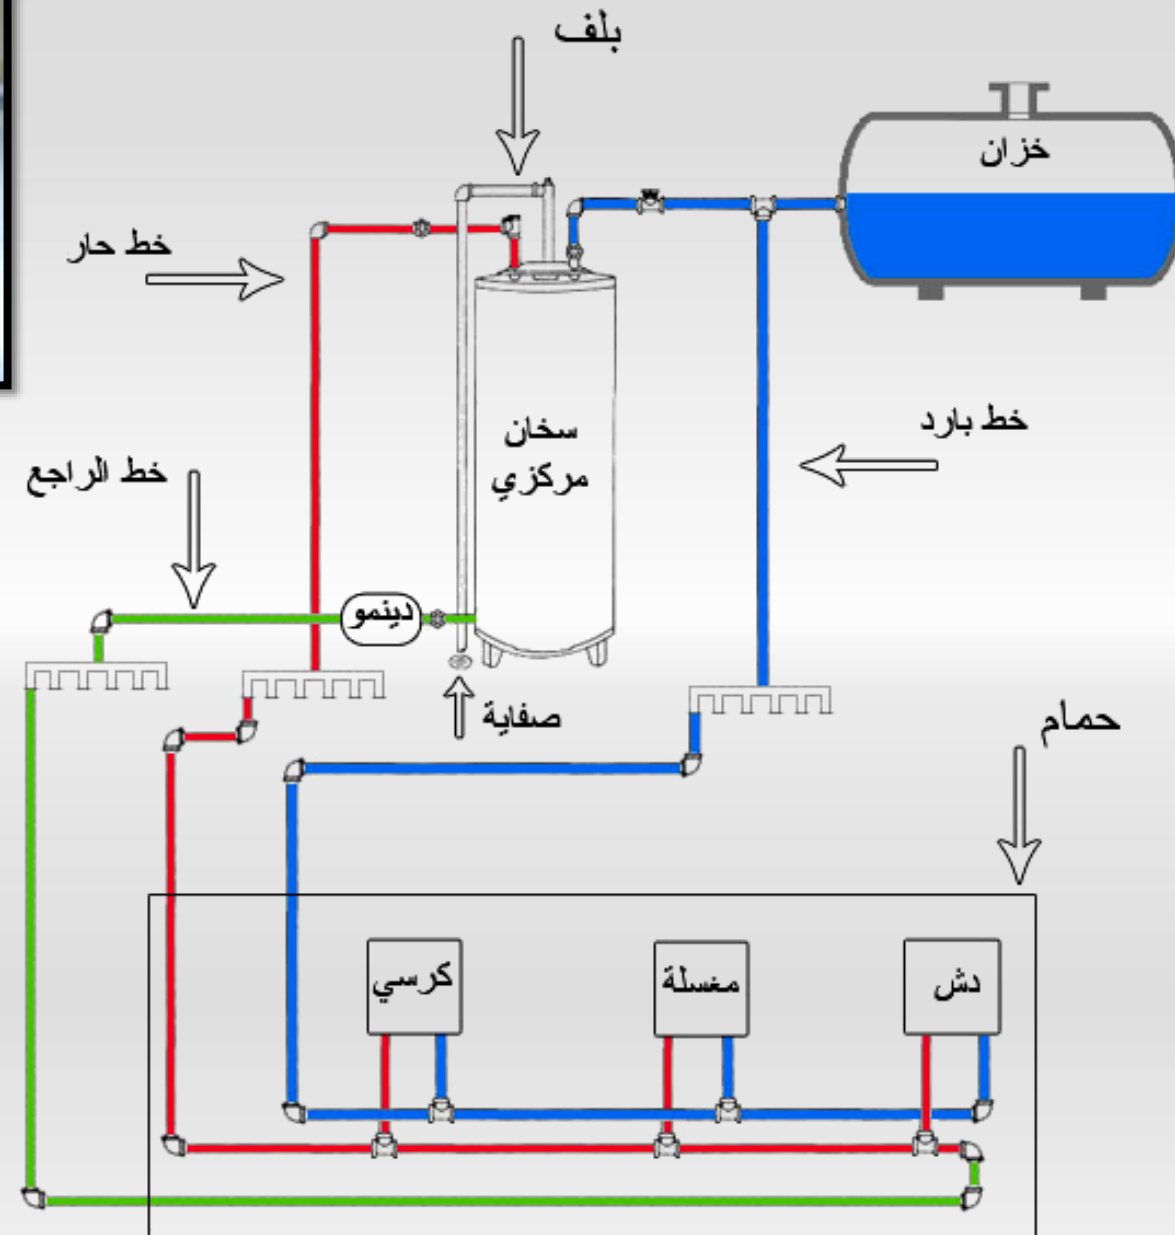 بلف
خزان
خط حار
سخان
مركزي
خط بارد
خط الراجع
دينمو
صفاية
حمام
كرسي
مغسلة
دش